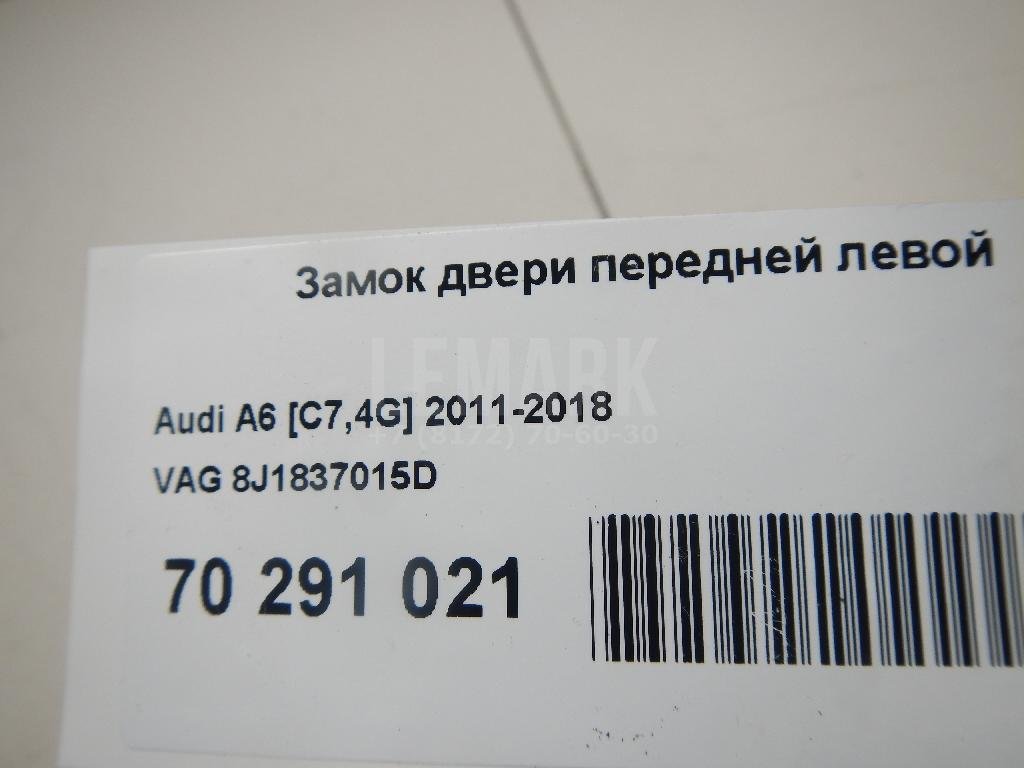 Замок двери передней левой
LEMARK
Audi A6 [C7,4G] 2011-2018
+7 (8172) 70-60-30
VAG 8J1837015D
70 291 021